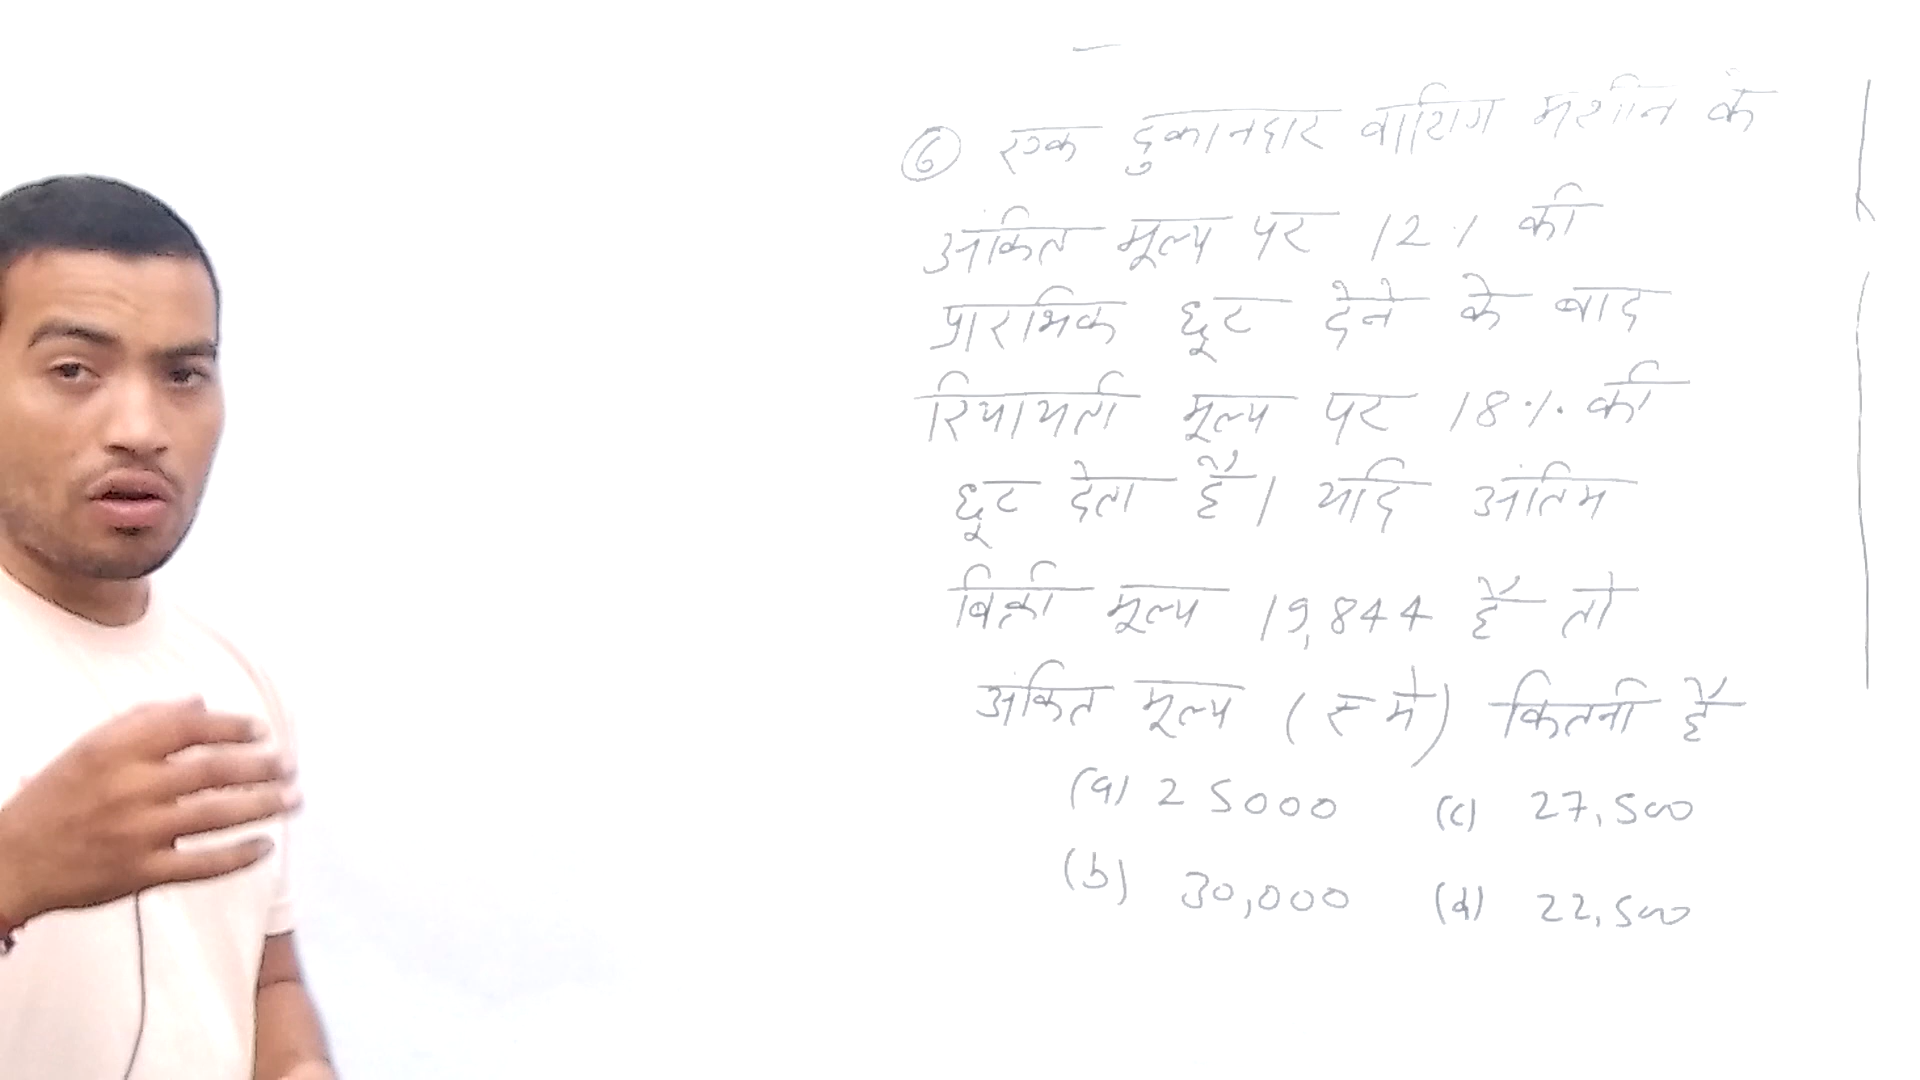 ⑥ एक दुकानदार वाशिंग मशीन के
अंकित मूल्य पर 12% की
प्रारंभिक छूट देने के बाद
रियायती मूल्य पर 18% की
छूट देता है। यदि अंतिम
बिक्री मूल्य 19,844 है तो
अंकित मूल्य (रू में) कितनी है
(a) 25000 (c) 27,500
(b) 30,000 (d) 22,500